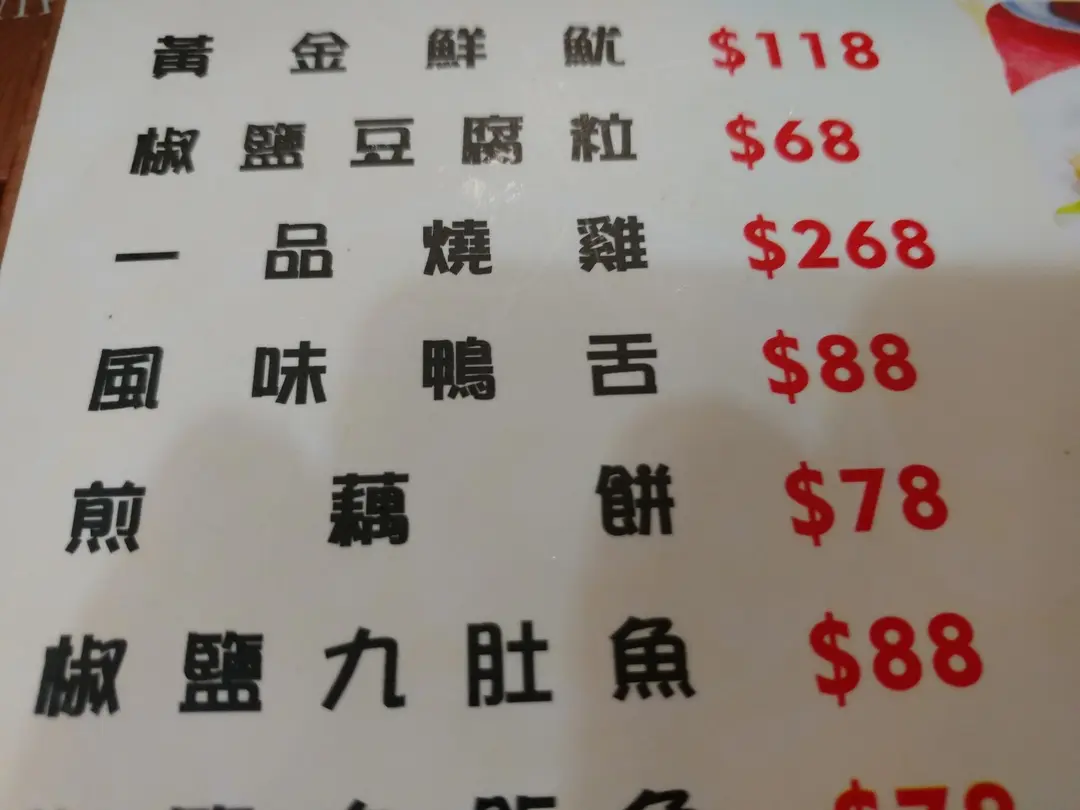 黃金鮮魷 $118
椒鹽豆腐粒 $68
一品燒雞 $268
風味鴨舌 $88
煎藕餅 $78
椒鹽九肚魚 $88